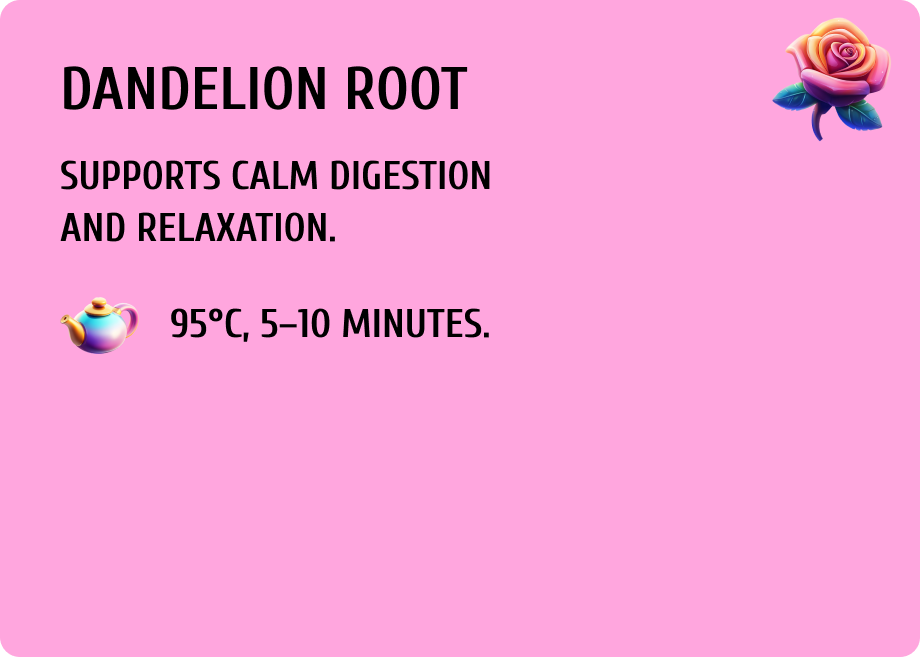 DANDELION ROOT
SUPPORTS CALM DIGESTION
AND RELAXATION.
95°C, 5–10 MINUTES.